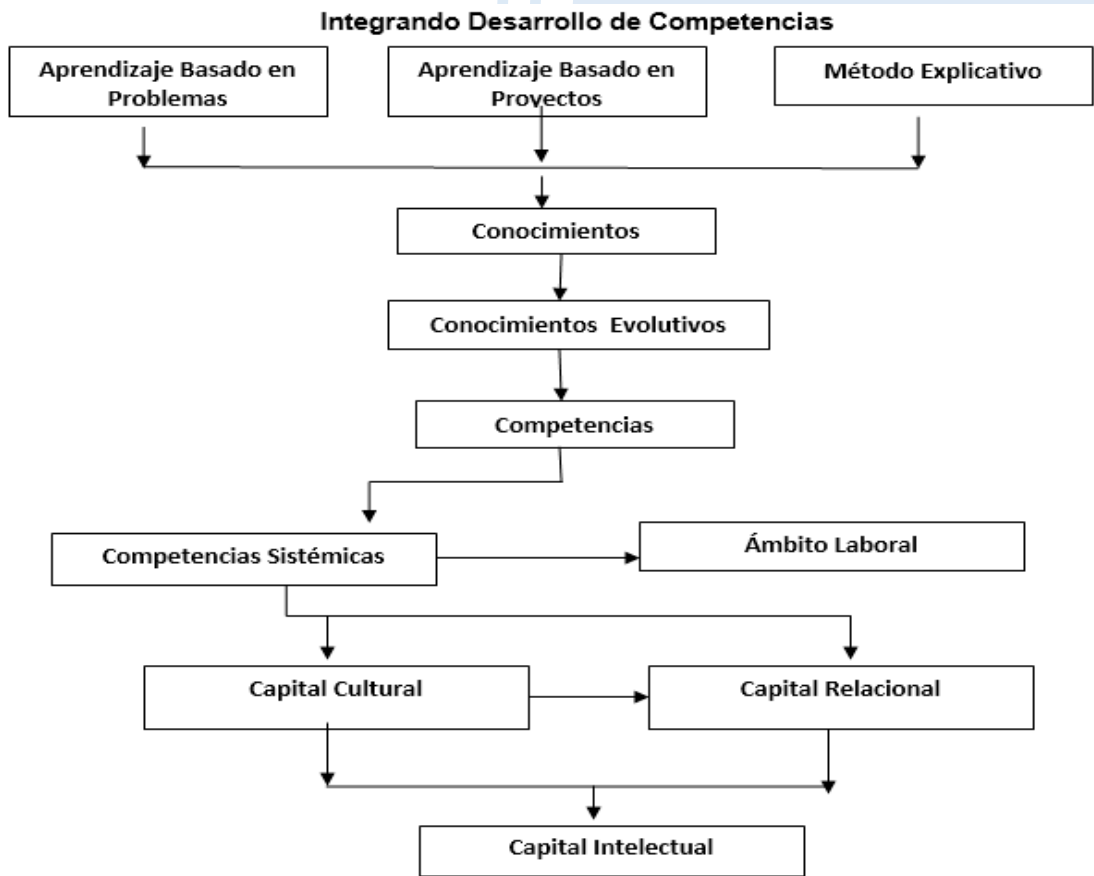 Integrando Desarrollo de Competencias
Aprendizaje Basado en
Problemas
Aprendizaje Basado en
Proyectos
Método Explicativo
Conocimientos
Conocimientos Evolutivos
Competencias
Competencias Sistémicas
Ámbito Laboral
Capital Cultural
Capital Relacional
Capital Intelectual